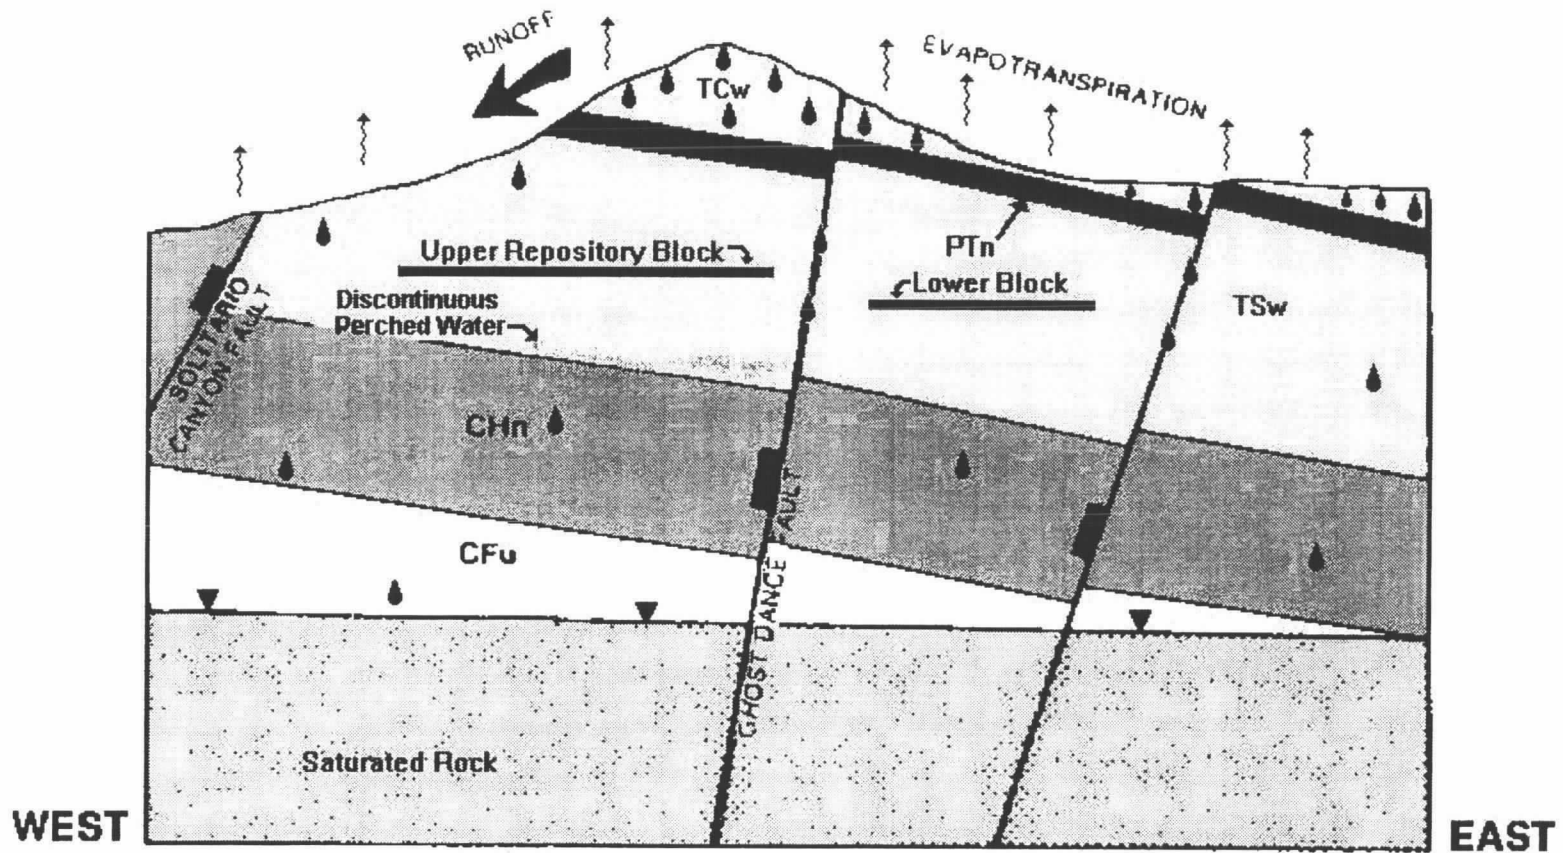 RUNOFF
EVAPOTRANSPIRATION
TCw
Upper Repository Block
PTn
Lower Block
Discontinuous
Perched Water
TSw
SOLITARIO
CANYON FAULT
CHn
CFu
GHOST DANCE FAULT
Saturated Rock
WEST
EAST